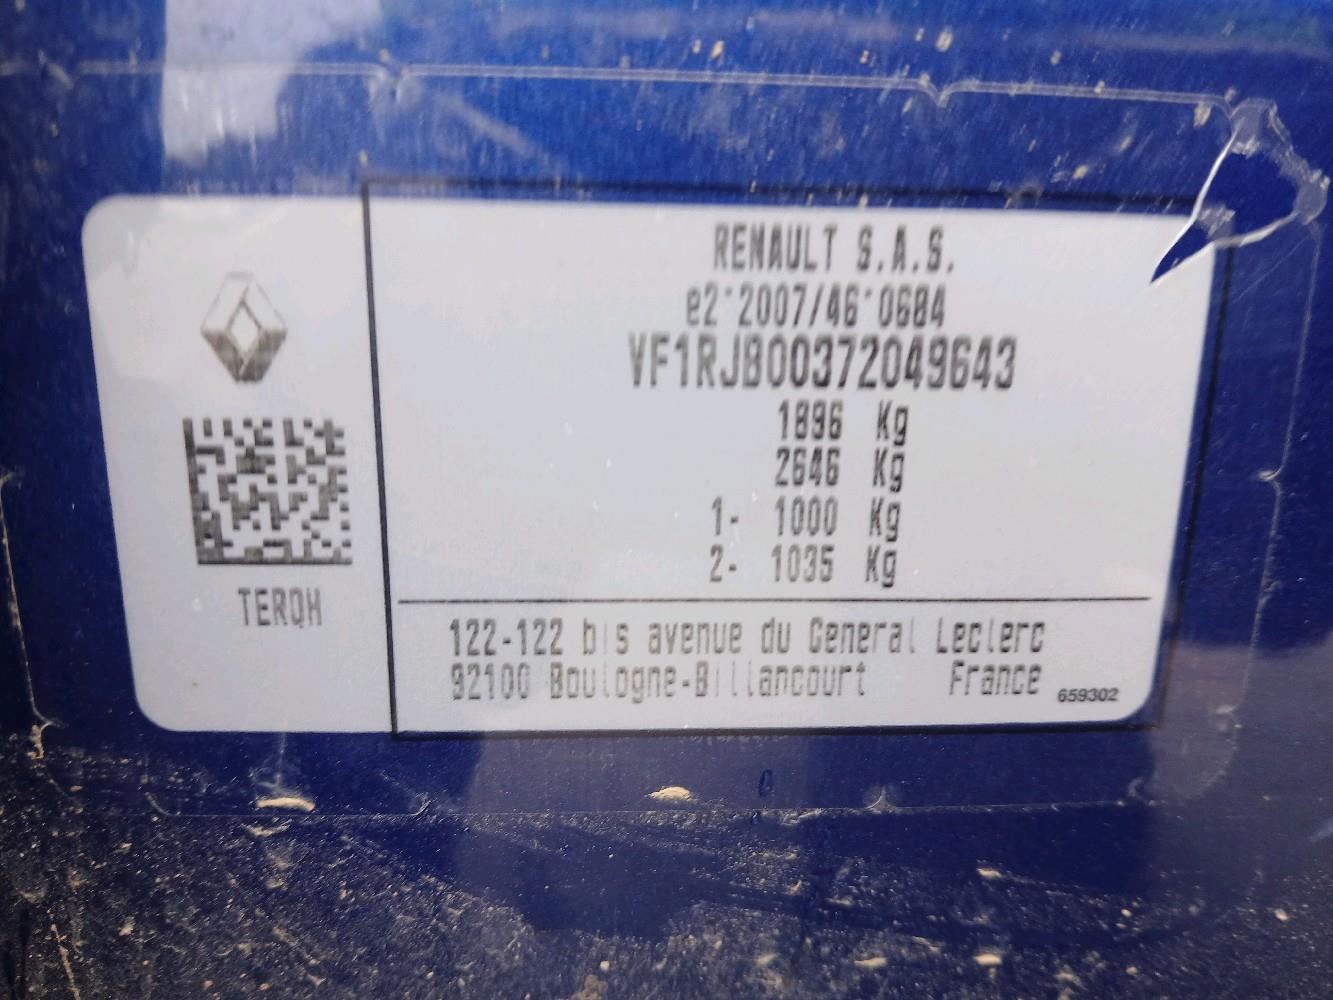 RENAULT S.A.S.
e2*2007/46*0684
VF1RJB00372049643
1896 Kg
2646 Kg
1- 1000 Kg
2- 1035 Kg
TERQH
122-122 bis avenue du General Leclerc
92100 Boulogne-Billancourt France
659302